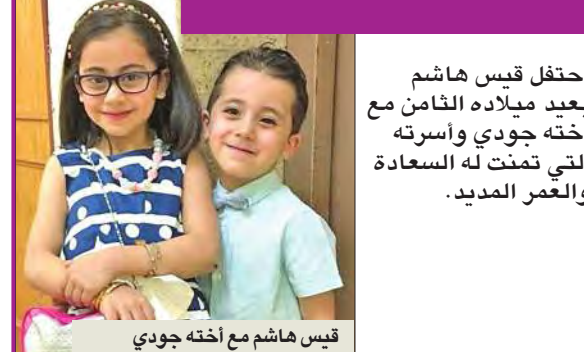 حتفل قيس هاشم
بعيد ميلاده الثامن مع
خته جودي وأسرته
لتي تمنت له السعادة
والعمر المديد.
قيس هاشم مع أخته جودي